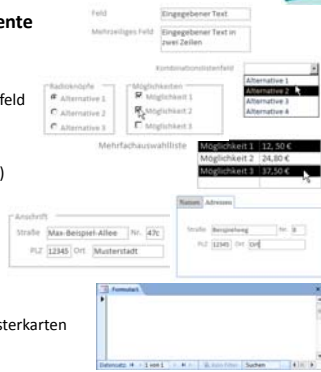 ente
Feld Eingegebener Text
Mehrzeiliges Feld Eingegebener Text in
zwei Zeilen
Kombinationslistenfeld
Alternative 1
Alternative 2
Alternative 3
Alternative 4
feld
Radioknöpfe
Alternative 1
Alternative 2
Alternative 3
Möglichkeiten
Möglichkeit 1
Möglichkeit 2
Möglichkeit 3
Mehrfachauswahlliste
Möglichkeit 1 12,50 €
Möglichkeit 2 24,80 €
Möglichkeit 3 37,50 €
)
Anschrift
Straße Max-Beispiel-Allee Nr. 47c
PLZ 12345 Ort Musterstadt
Namen Adressen
Straße Beispielweg Nr. 8
PLZ 12345 Ort Ort
sterkarten
Formular1
Datensatz: 1 von 1 Kein Filter Suchen